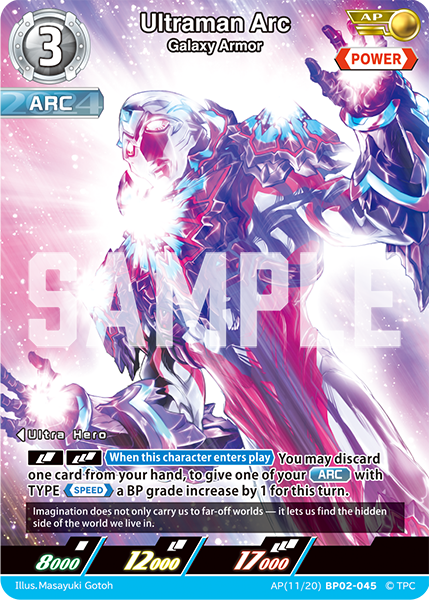 3
Ultraman Arc
Galaxy Armor
AP
POWER
ARC
SAMPLE
Ultra Hero
When this character enters play You may discard
one card from your hand, to give one of your ARC with
TYPE SPEED a BP grade increase by 1 for this turn.
Imagination does not only carry us to far-off worlds — it lets us find the hidden
side of the world we live in.
8000 12000 17000
Illus.Masayuki Gotoh AP(11/20) BP02-045 © TPC